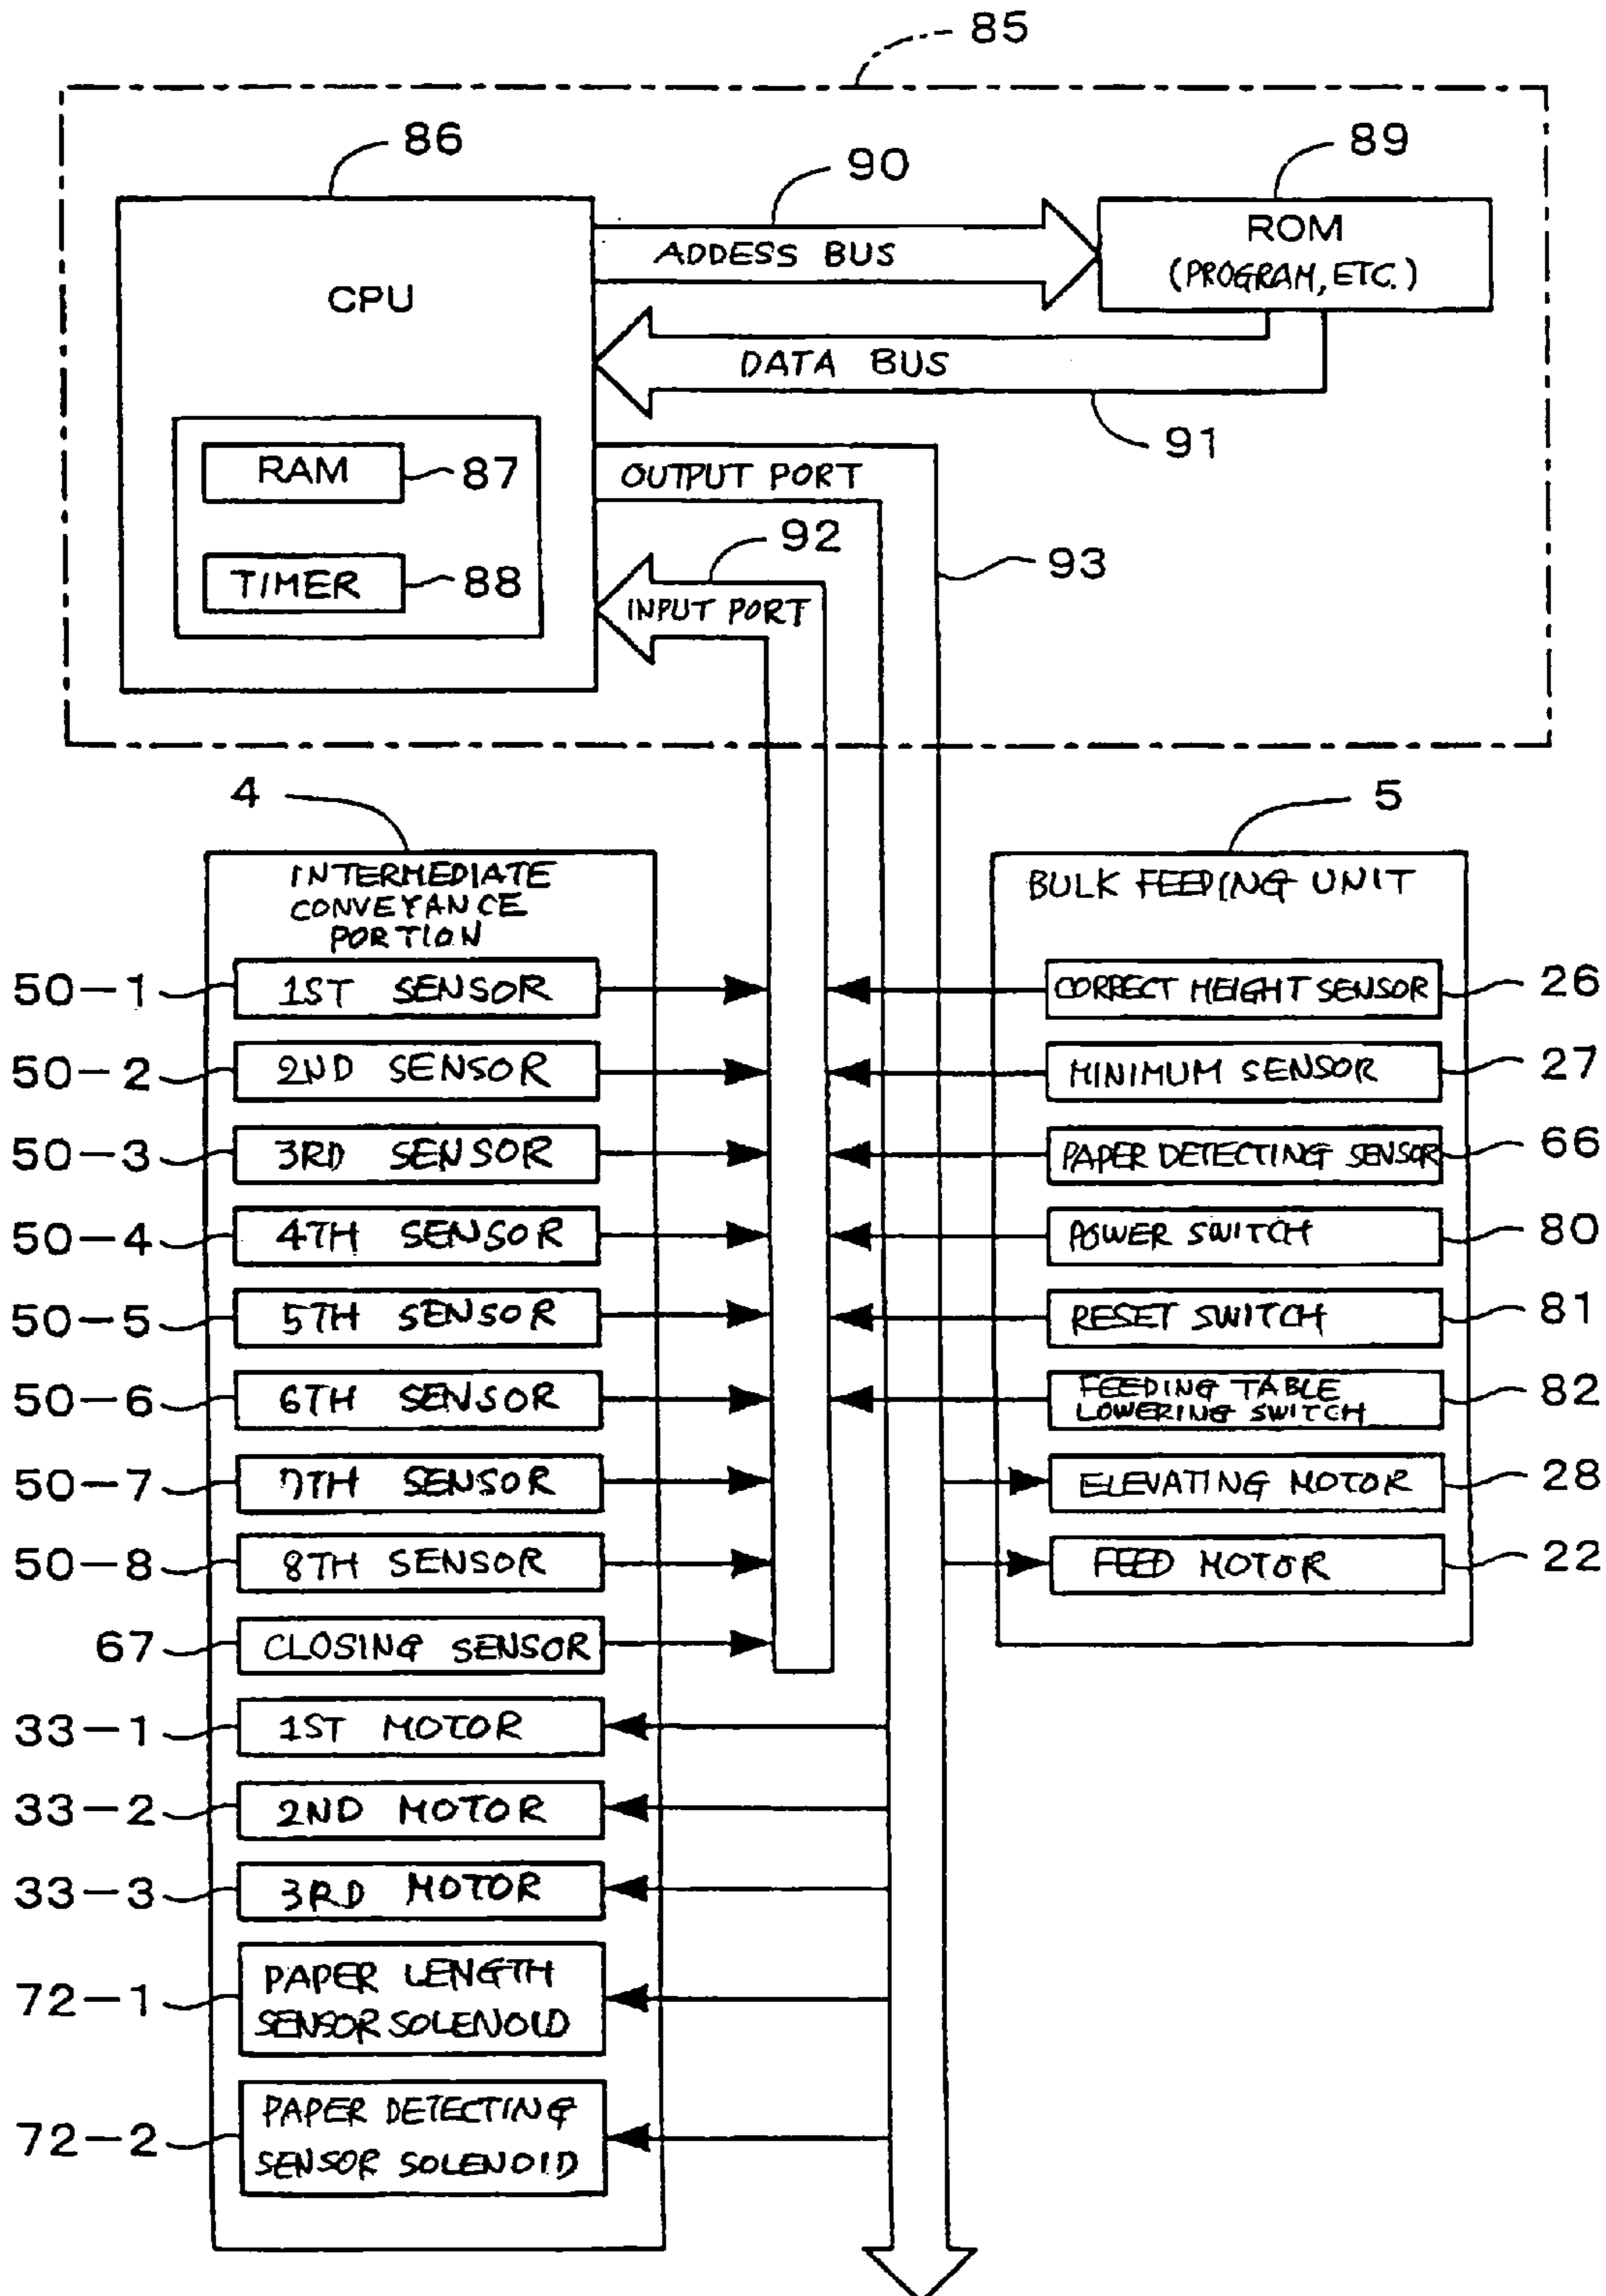 85
86
90
89
ADDESS BUS
ROM
(PROGRAM, ETC.)
CPU
DATA BUS
91
RAM
87
OUTPUT PORT
92
93
TIMER
88
INPUT PORT
4
5
INTERMEDIATE
CONVEYANCE
PORTION
BULK FEEDING UNIT
50-1
1ST SENSOR
CORRECT HEIGHT SENSOR
26
50-2
2ND SENSOR
MINIMUM SENSOR
27
50-3
3RD SENSOR
PAPER DETECTING SENSOR
66
50-4
4TH SENSOR
POWER SWITCH
80
50-5
5TH SENSOR
RESET SWITCH
81
50-6
6TH SENSOR
FEEDING TABLE
LOWERING SWITCH
82
50-7
7TH SENSOR
ELEVATING MOTOR
28
50-8
8TH SENSOR
FEED MOTOR
22
67
CLOSING SENSOR
33-1
1ST MOTOR
33-2
2ND MOTOR
33-3
3RD MOTOR
72-1
PAPER LENGTH
SENSOR SOLENOID
72-2
PAPER DETECTING
SENSOR SOLENOID